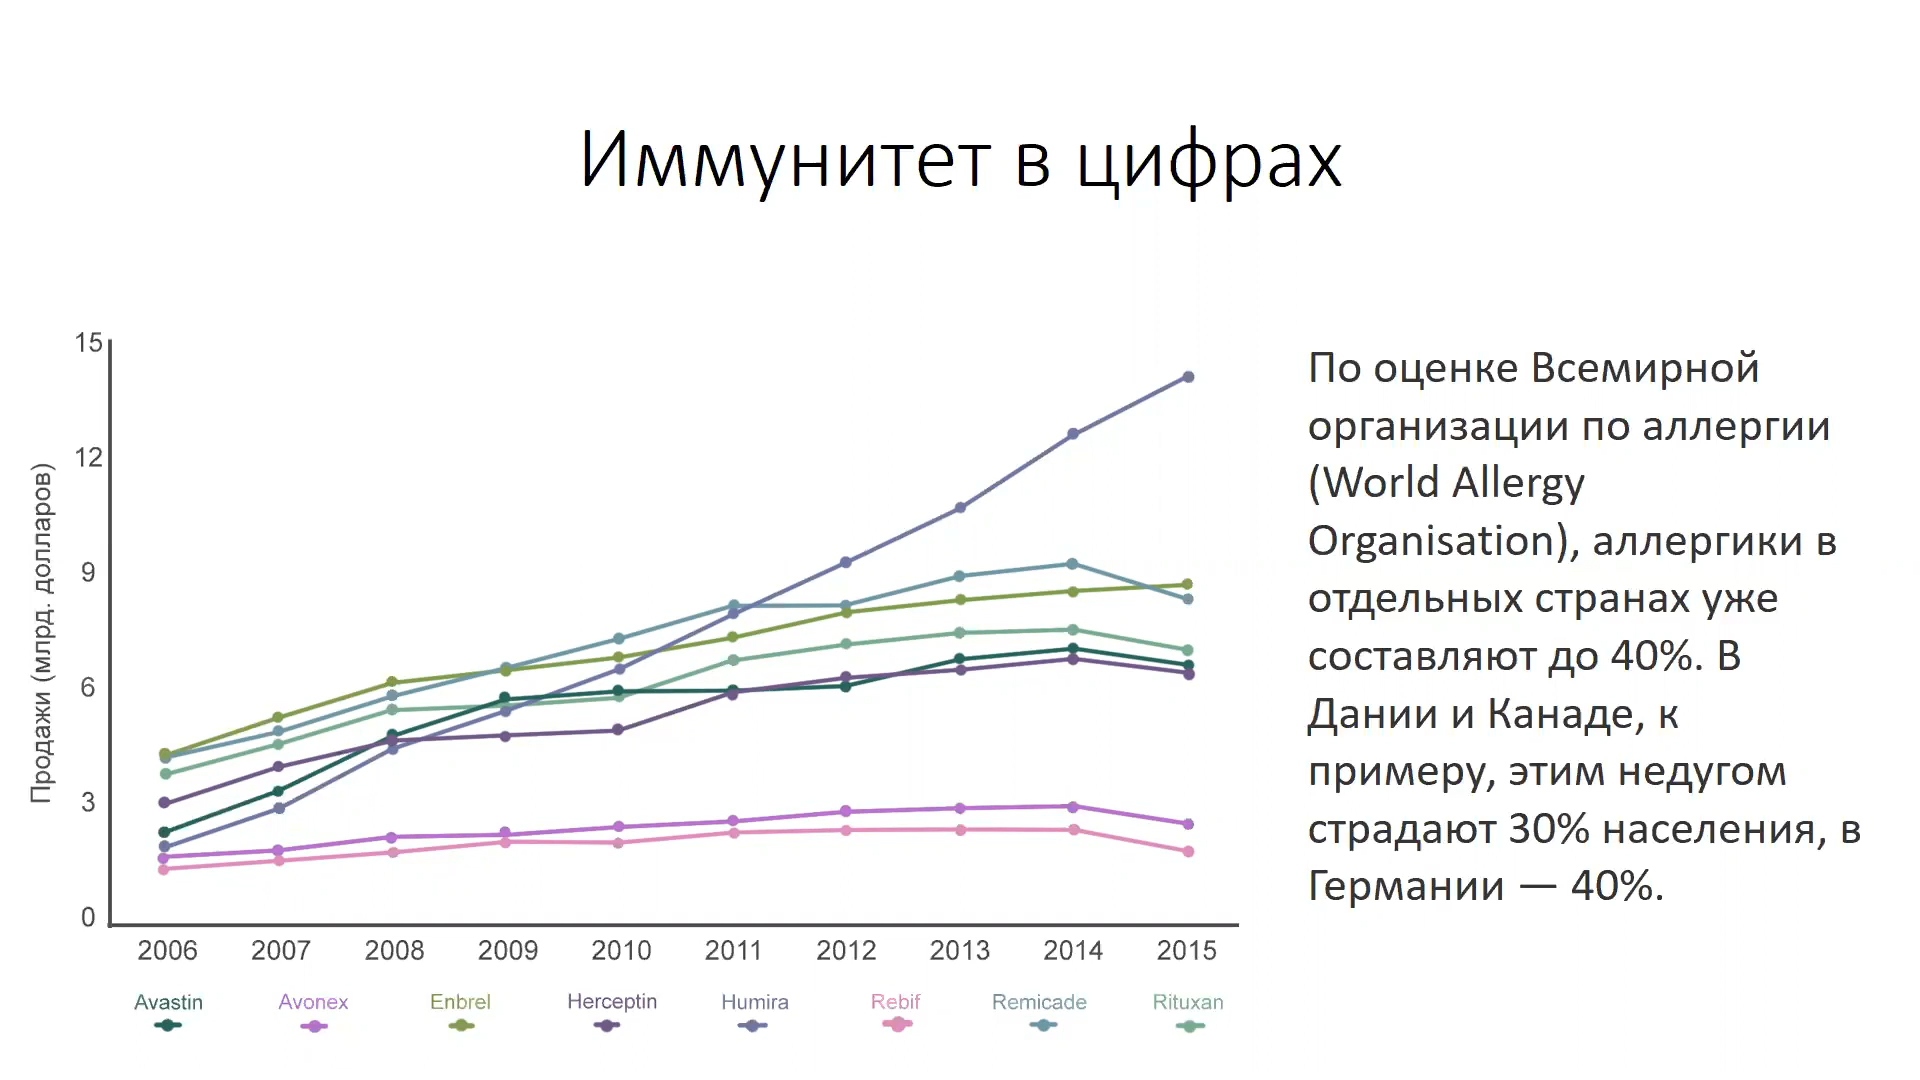 Иммунитет в цифрах
Продажи (млрд. долларов)
15
12
9
6
3
0
2006 2007 2008 2009 2010 2011 2012 2013 2014 2015
Avastin Avonex Enbrel Herceptin Humira Rebif Remicade Rituxan
По оценке Всемирной
организации по аллергии
(World Allergy
Organisation), аллергики в
отдельных странах уже
составляют до 40%. В
Дании и Канаде, к
примеру, этим недугом
страдают 30% населения, в
Германии — 40%.